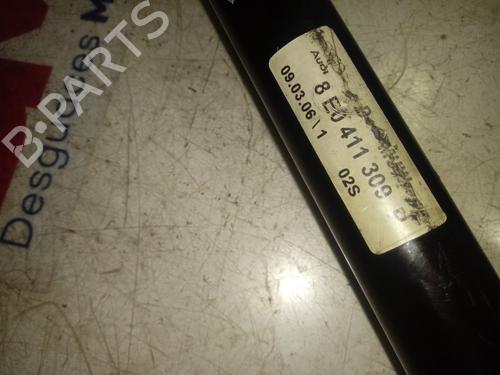 B·PARTS
Desguaces M
Audi
8 E0 411 309
09.03.06 | 1
02S